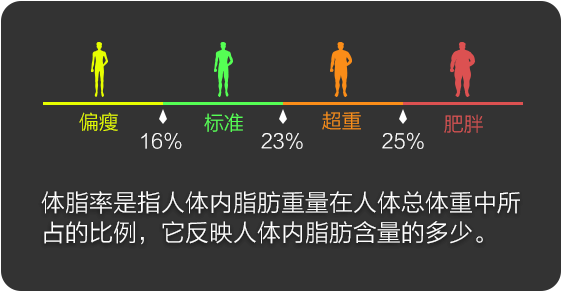 偏瘦 标准 超重 肥胖
16% 23% 25%
体脂率是指人体内脂肪重量在人体总体重中所
占的比例，它反映人体内脂肪含量的多少。